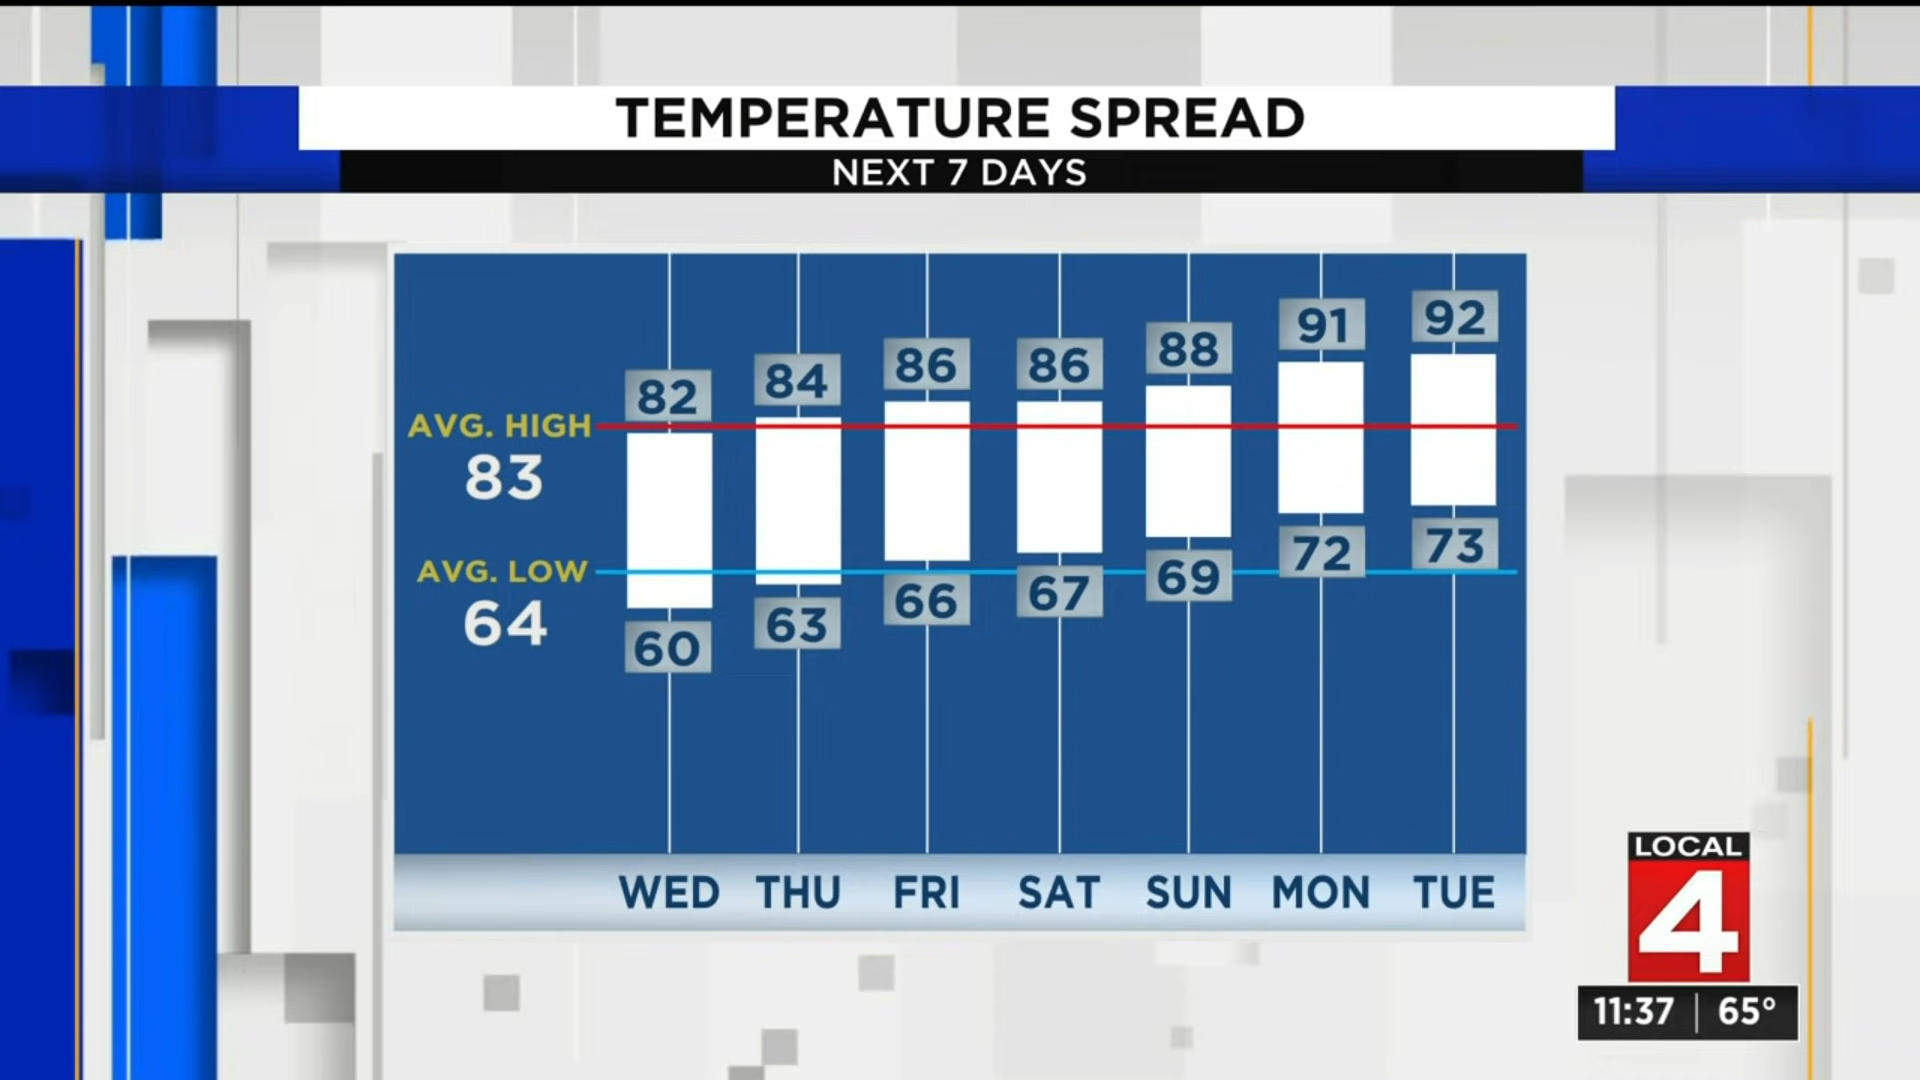 TEMPERATURE SPREAD
NEXT 7 DAYS
82 84 86 86 88 91 92
AVG. HIGH
83
AVG. LOW
64
60 63 66 67 69 72 73
WED THU FRI SAT SUN MON TUE
LOCAL
4
11:37 65°